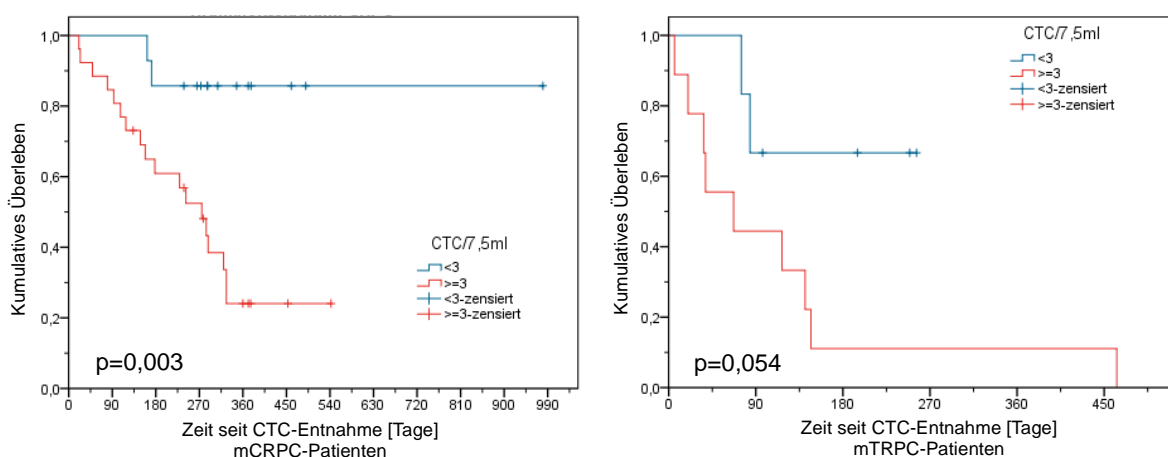 Kumulatives Überleben
1,0
0,8
0,6
0,4
0,2
0,0
CTC/7,5ml
<3
>=3
<3-zensiert
>=3-zensiert
p=0,003
0 90 180 270 360 450 540 630 720 810 900 990
Zeit seit CTC-Entnahme [Tage]
mCRPC-Patienten
Kumulatives Überleben
1,0
0,8
0,6
0,4
0,2
0,0
CTC/7,5ml
<3
>=3
<3-zensiert
>=3-zensiert
p=0,054
0 90 180 270 360 450
Zeit seit CTC-Entnahme [Tage]
mTRPC-Patienten